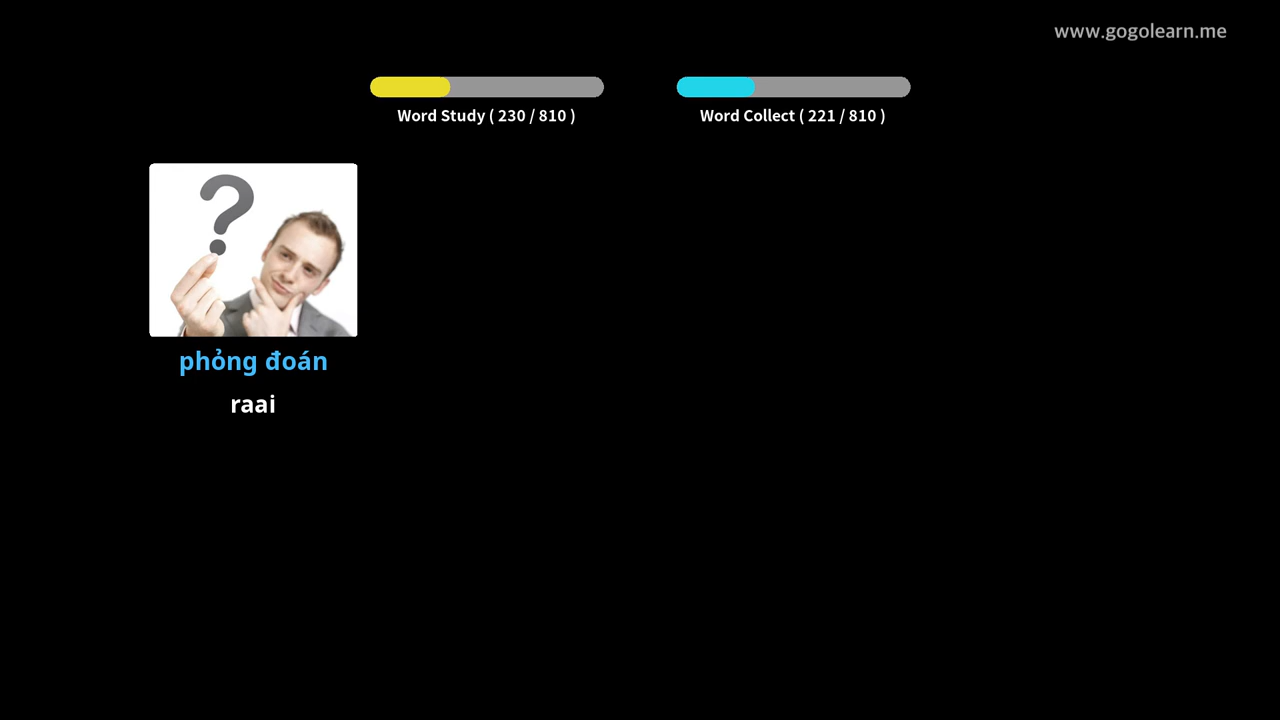 www.gogolearn.me
Word Study ( 230 / 810 )
Word Collect ( 221 / 810 )
?
phỏng đoán
raai